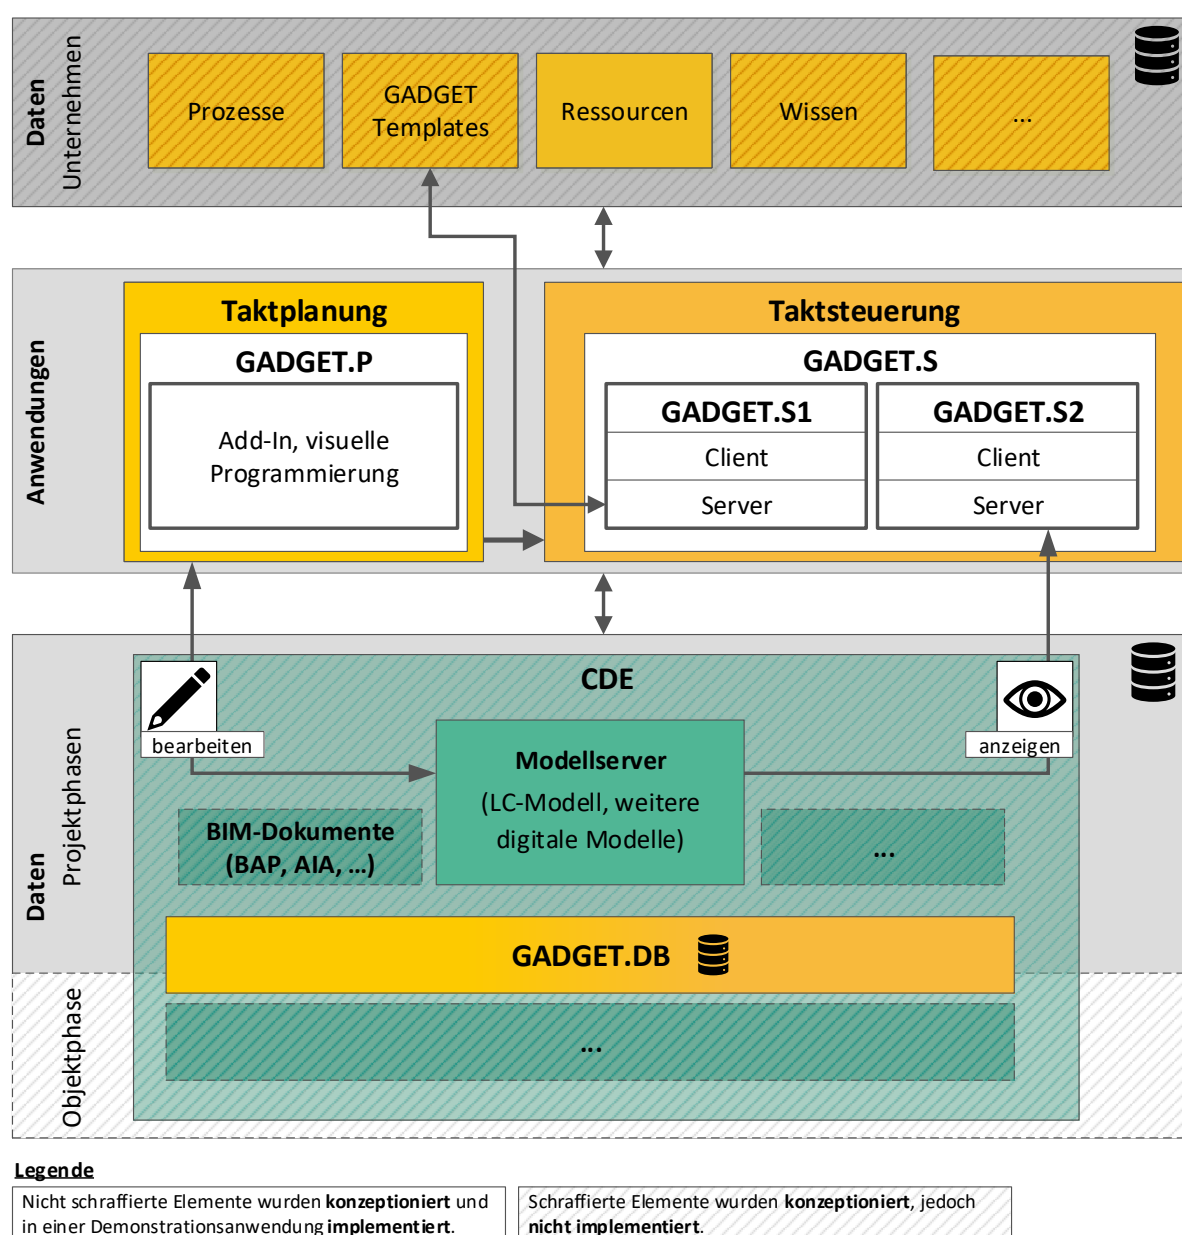 Daten
Unternehmen
Prozesse
GADGET
Templates
Ressourcen
Wissen
...
Anwendungen
Taktplanung
GADGET.P
Add-In, visuelle
Programmierung
Taktsteuerung
GADGET.S
GADGET.S1
Client
Server
GADGET.S2
Client
Server
Daten
Projektphasen
Objektphase
CDE
bearbeiten
anzeigen
Modellserver
(LC-Modell, weitere
digitale Modelle)
BIM-Dokumente
(BAP, AIA, ...)
...
GADGET.DB
...
Legende
Nicht schraffierte Elemente wurden konzeptioniert und
in einer Demonstrationsanwendung implementiert.
Schraffierte Elemente wurden konzeptioniert, jedoch
nicht implementiert.